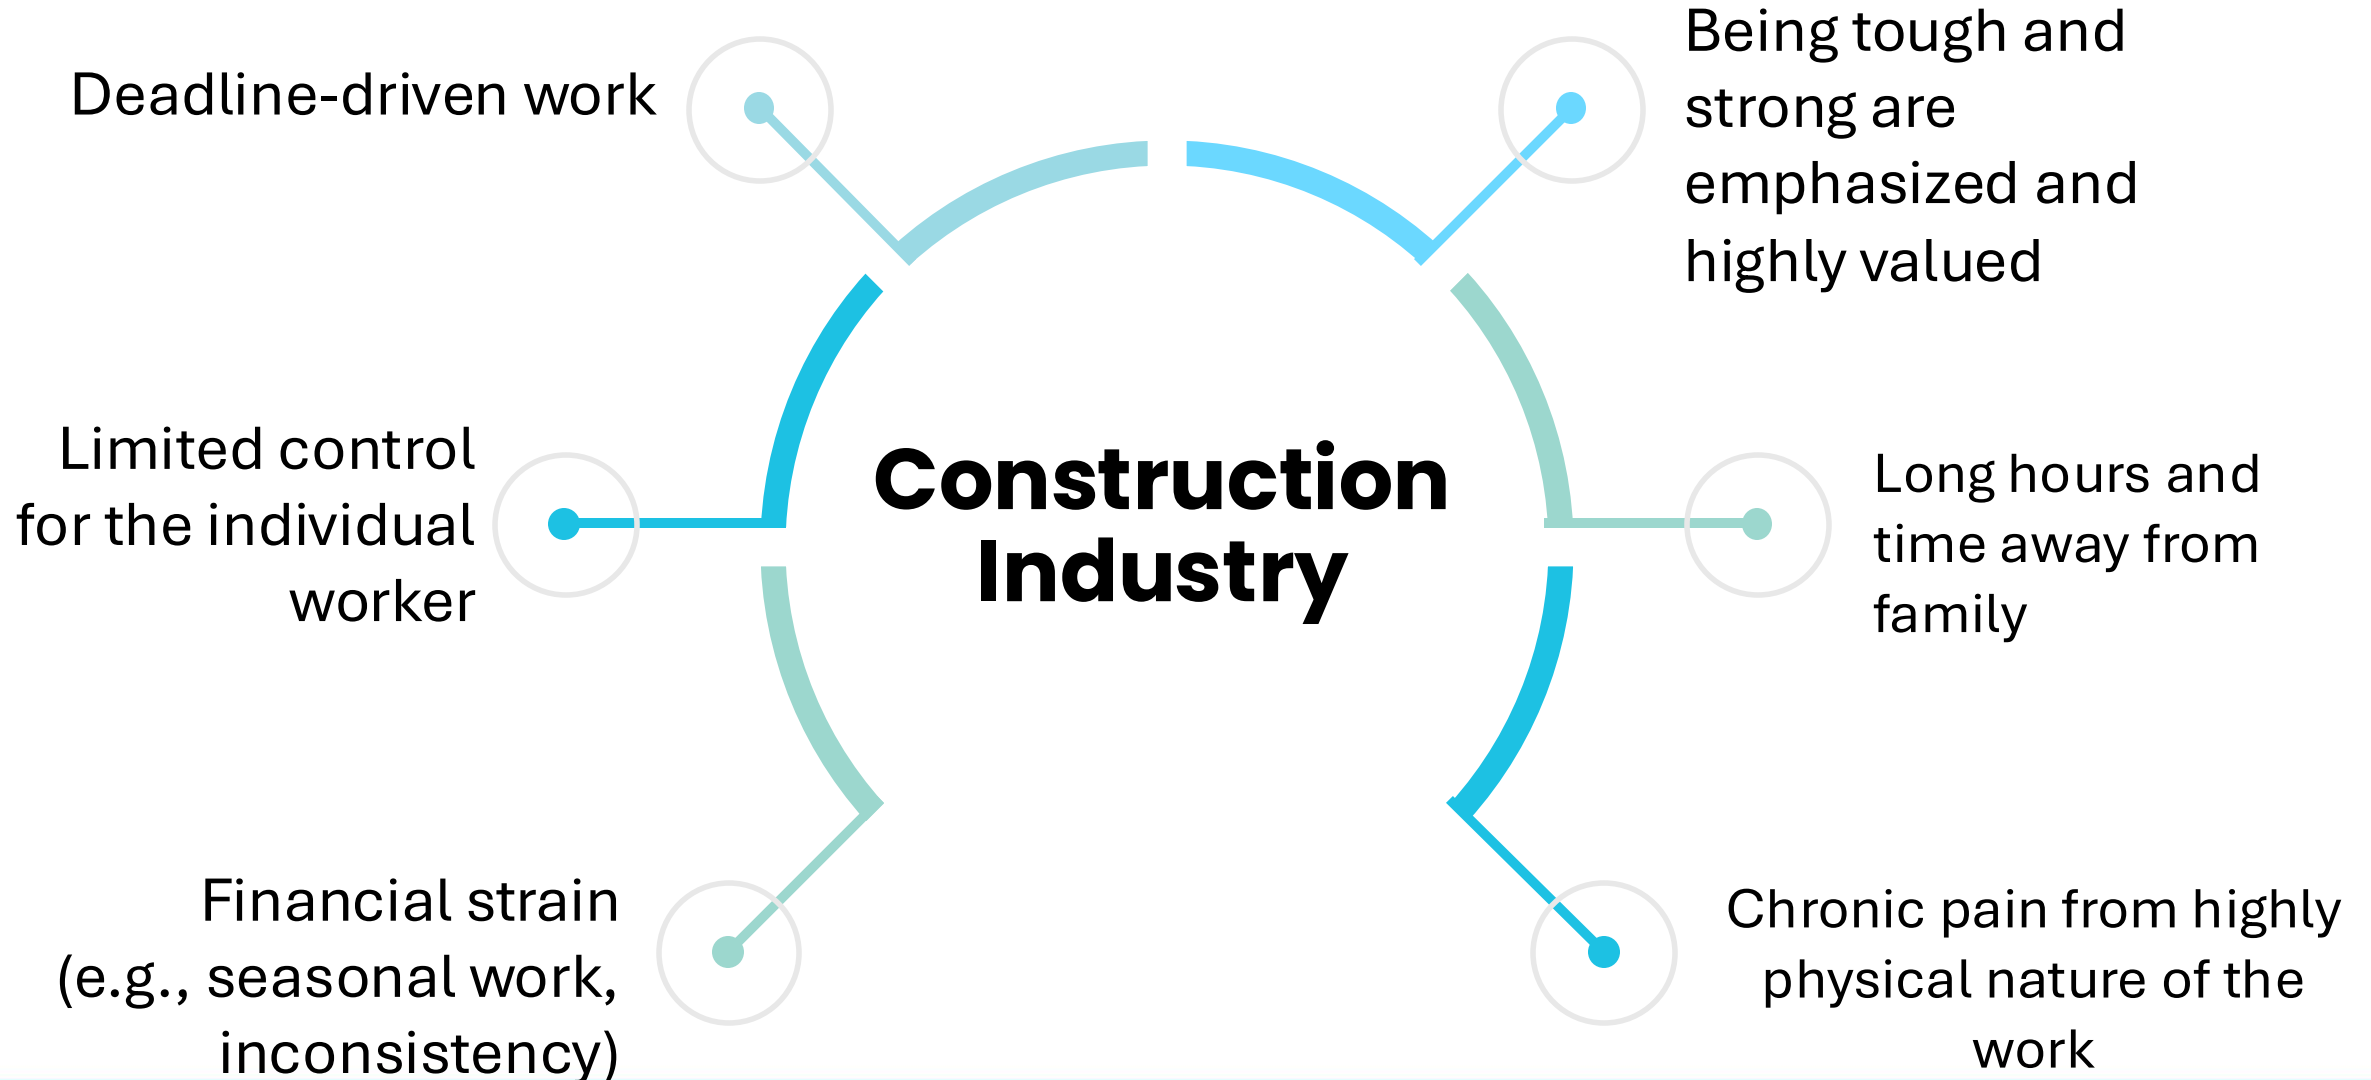 Deadline-driven work
Being tough and
strong are
emphasized and
highly valued
Limited control
for the individual
worker
Construction
Industry
Long hours and
time away from
family
Financial strain
(e.g., seasonal work,
inconsistency)
Chronic pain from highly
physical nature of the
work